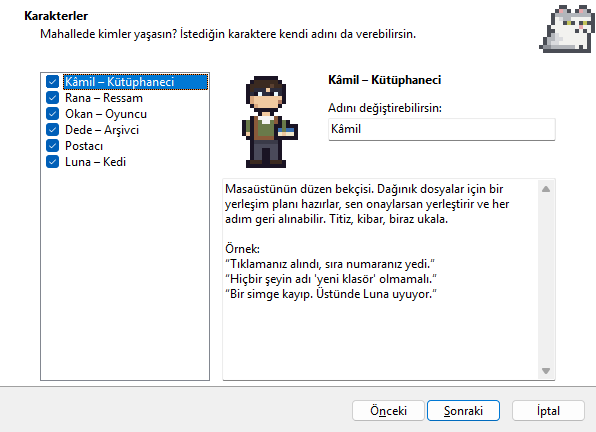 Karakterler
Mahallede kimler yaşasın? İstediğin karaktere kendi adını da verebilirsin.
Kâmil – Kütüphaneci
Rana – Ressam
Okan – Oyuncu
Dede – Arşivci
Postacı
Luna – Kedi
Kâmil – Kütüphaneci
Adını değiştirebilirsin:
Kâmil
Masaüstünün düzen bekçisi. Dağınık dosyalar için bir
yerleşim planı hazırlar, sen onaylarsan yerleştirir ve her
adım geri alınabilir. Titiz, kibar, biraz ukala.
Örnek:
“Tıklamanız alındı, sıra numaranız yedi.”
“Hiçbir şeyin adı 'yeni klasör' olmamalı.”
“Bir simge kayıp. Üstünde Luna uyuyor.”
Önceki
Sonraki
İptal